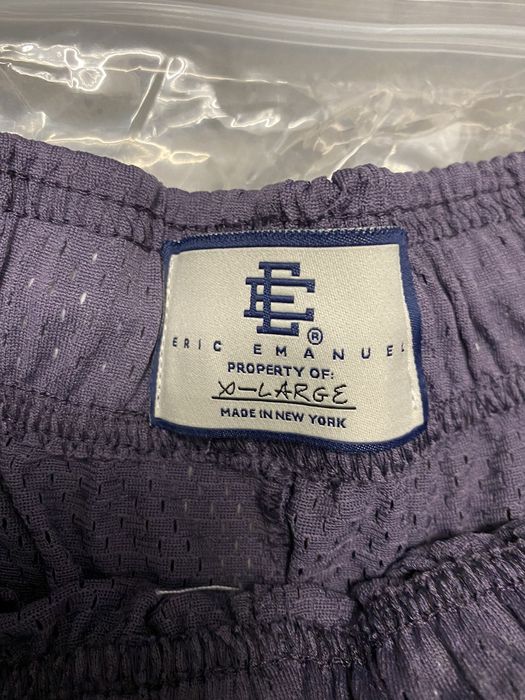 EE
®
ERIC EMANUEL
PROPERTY OF:
X-LARGE
MADE IN NEW YORK